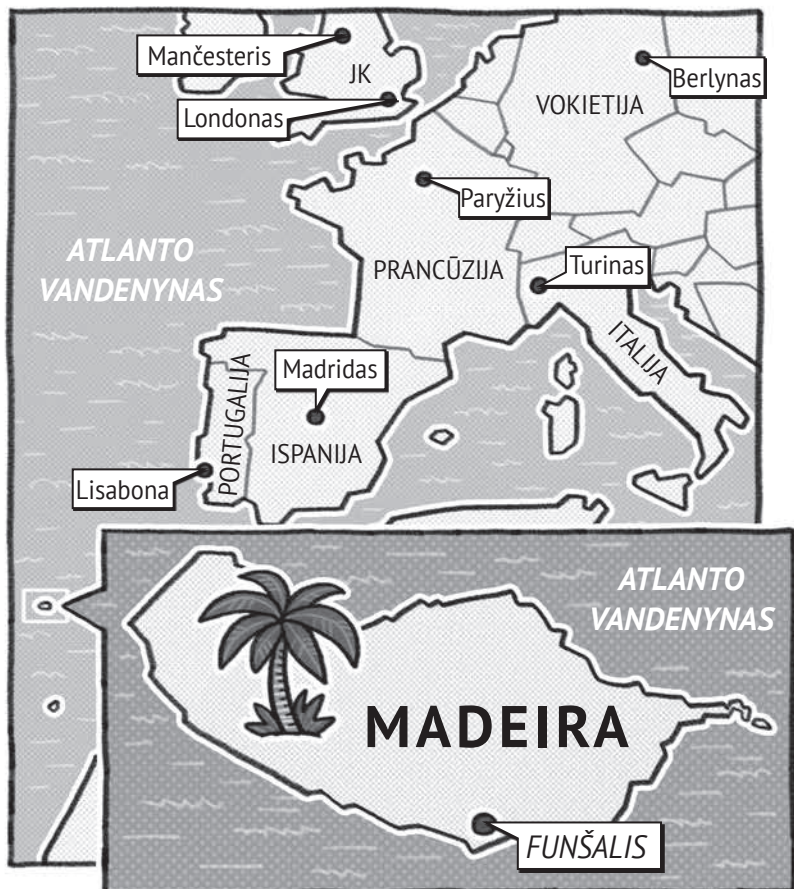 Mančesteris
JK
Londonas
Berlynas
VOKIETIJA
Paryžius
ATLANTO
VANDENYNAS
PRANCŪZIJA
Turinas
ITALIJA
Madridas
PORTUGALIJA
ISPANIJA
Lisabona
ATLANTO
VANDENYNAS
MADEIRA
FUNŠALIS